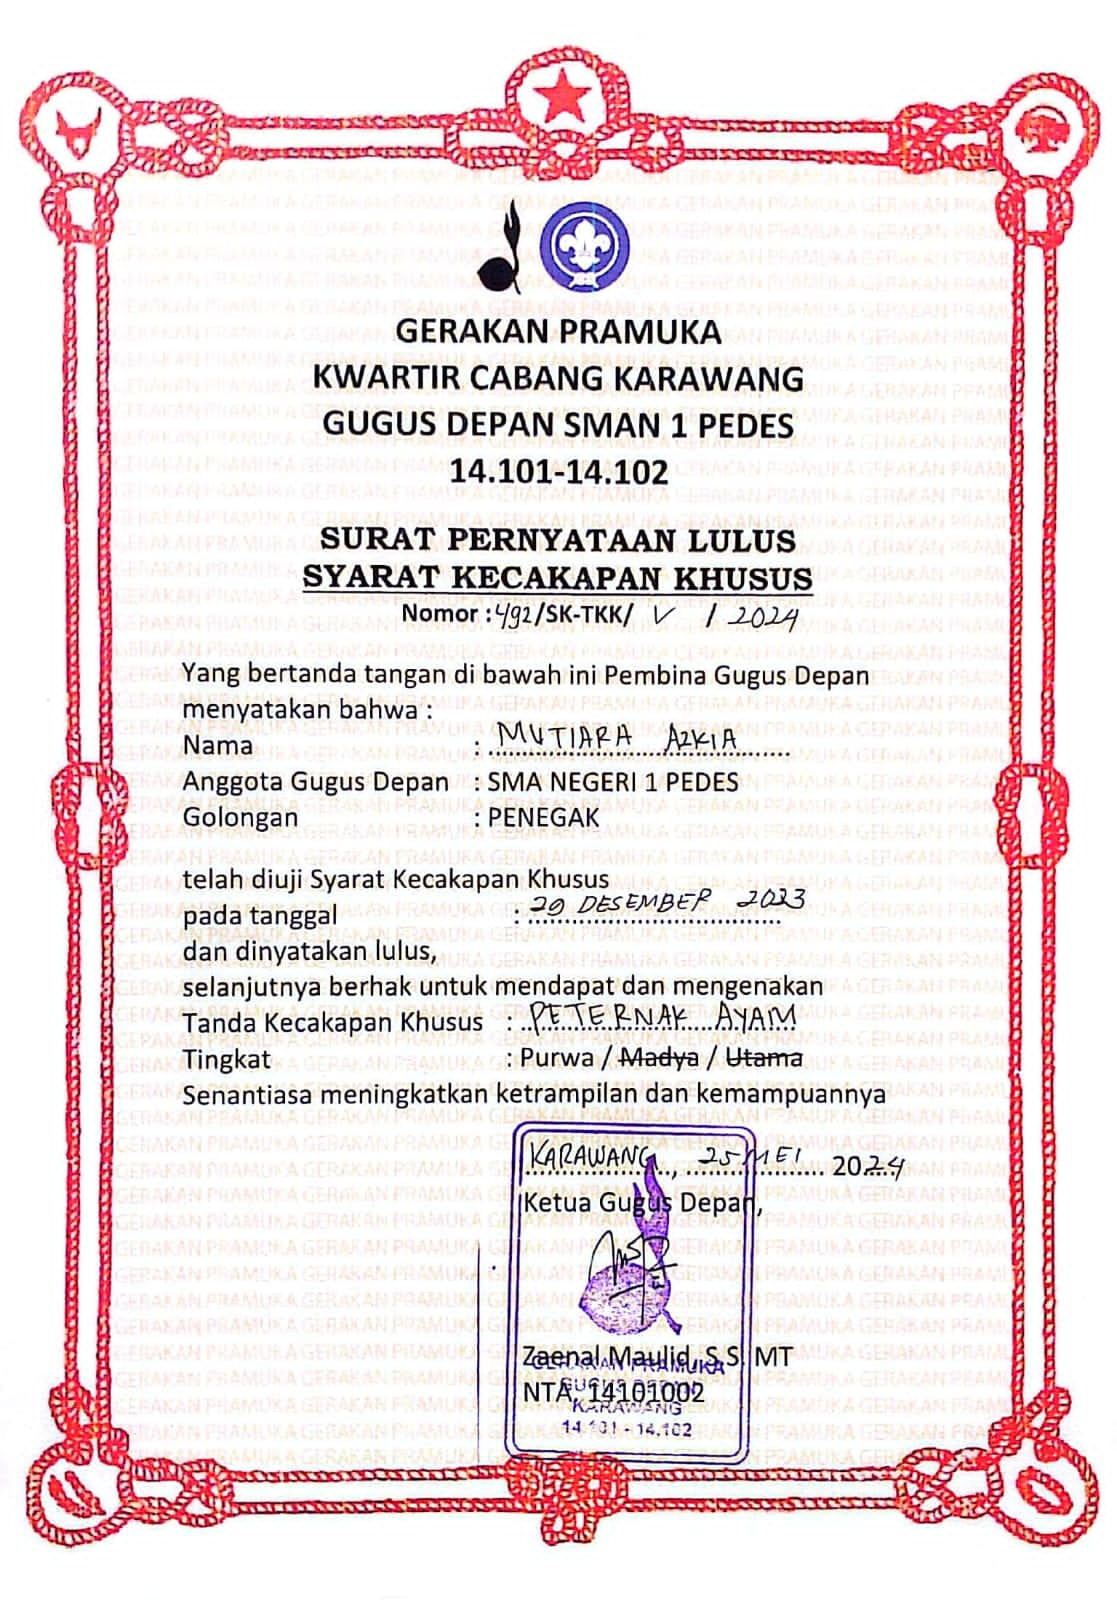 GERAKAN PRAMUKA
KWARTIR CABANG KARAWANG
GUGUS DEPAN SMAN 1 PEDES
14.101-14.102
SURAT PERNYATAAN LULUS
SYARAT KECAKAPAN KHUSUS
Nomor : 492/SK-TKK/ V / 2024
Yang bertanda tangan di bawah ini Pembina Gugus Depan
menyatakan bahwa :
Nama : MUTIARA AZKIA
Anggota Gugus Depan : SMA NEGERI 1 PEDES
Golongan : PENEGAK
telah diuji Syarat Kecakapan Khusus
pada tanggal : 29 DESEMBER 2023
dan dinyatakan lulus,
selanjutnya berhak untuk mendapat dan mengenakan
Tanda Kecakapan Khusus : PETERNAK AYAM
Tingkat : Purwa / Madya / Utama
Senantiasa meningkatkan ketrampilan dan kemampuannya
KARAWANG, 25 MEI 2024
Ketua Gugus Depan,
Zaenal Maulid, S.S. MT
GERAKAN PRAMUKA
NTA. 14101002
KARAWANG
14.101 - 14.102